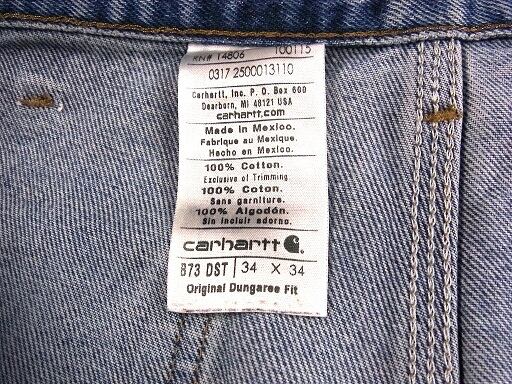 RN# 14806 100115
0317 2500013110
Carhartt, Inc. P. O. Box 600
Dearborn, MI 48121 USA
carhartt.com
Made in Mexico.
Fabrique au Mexique.
Hecho en Mexico.
100% Cotton.
Exclusive of Trimming
100% Coton.
Sans garniture.
100% Algodón.
Sin incluir adorno.
carhartt
B73 DST 34 X 34
Original Dungaree Fit